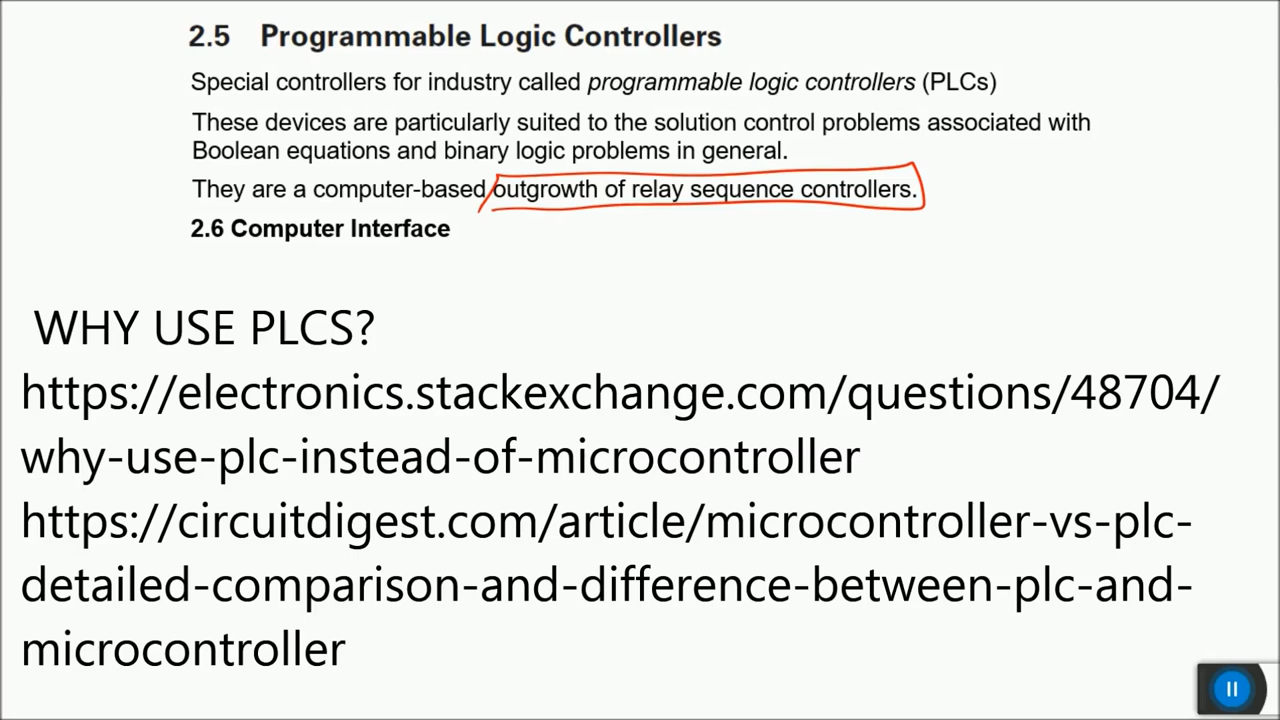 2.5 Programmable Logic Controllers
Special controllers for industry called programmable logic controllers (PLCs)
These devices are particularly suited to the solution control problems associated with
Boolean equations and binary logic problems in general.
They are a computer-based outgrowth of relay sequence controllers.
2.6 Computer Interface
WHY USE PLCS?
https://electronics.stackexchange.com/questions/48704/
why-use-plc-instead-of-microcontroller
https://circuitdigest.com/article/microcontroller-vs-plc-
detailed-comparison-and-difference-between-plc-and-
microcontroller